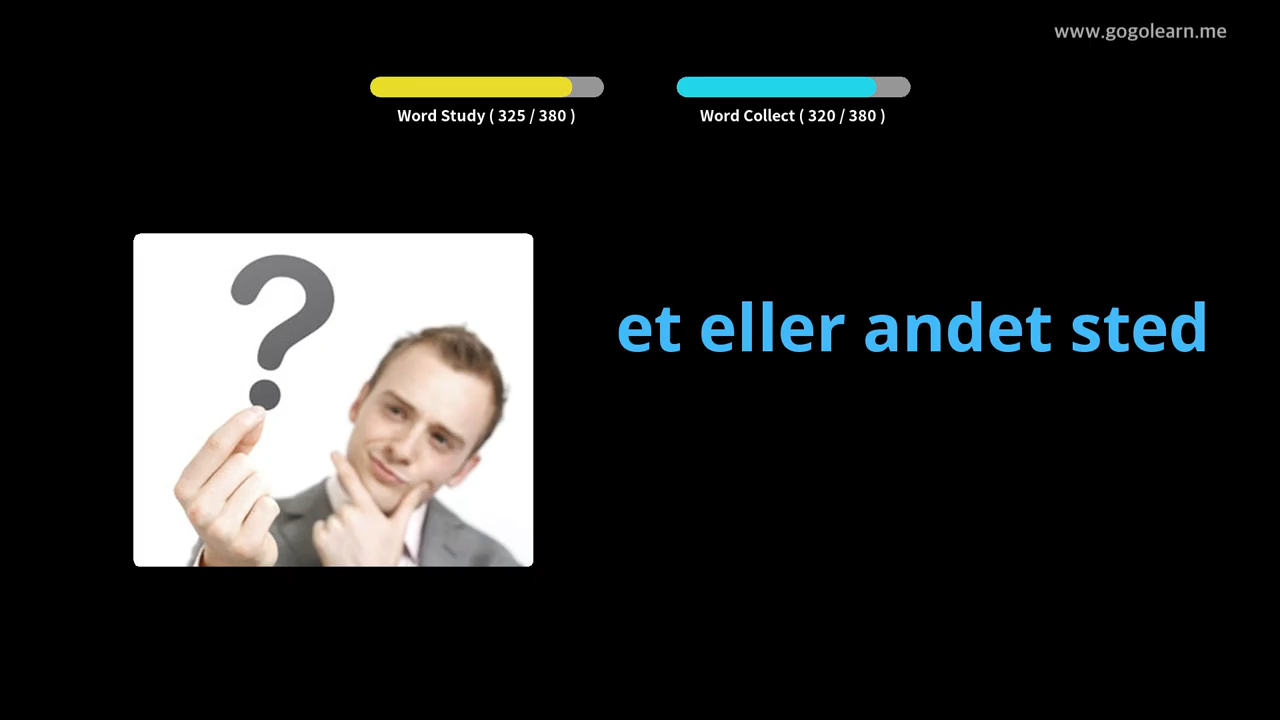 www.gogolearn.me
Word Study ( 325 / 380 )
Word Collect ( 320 / 380 )
?
et eller andet sted